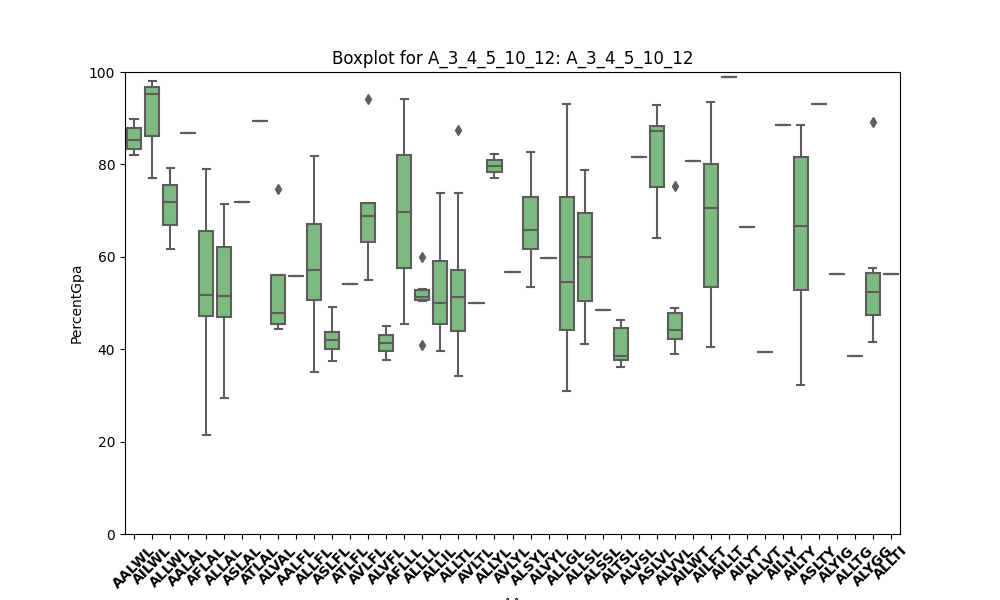 Boxplot for A_3_4_5_10_12: A_3_4_5_10_12
PercentGpa
100
80
60
40
20
0
AALWL AILWL ALLWL AALAL AFLAL ALLAL ASLAL ATLAL ALVAL AALFL ALLFL ASLFL ATLFL AVLFL ALVFL AFLLL ALLLL ALLIL ALLTL AVLTL ALLYL AVLYL ALSYL ALVYL ALLGL ALLSL ALSSL ALTSL ALVSL ASLVL ALVVL AILWT AILFT AILLT AILYT ALLVT AILIY AILTY ASLTY ALYIG ALLTG ALYGG ALLTI